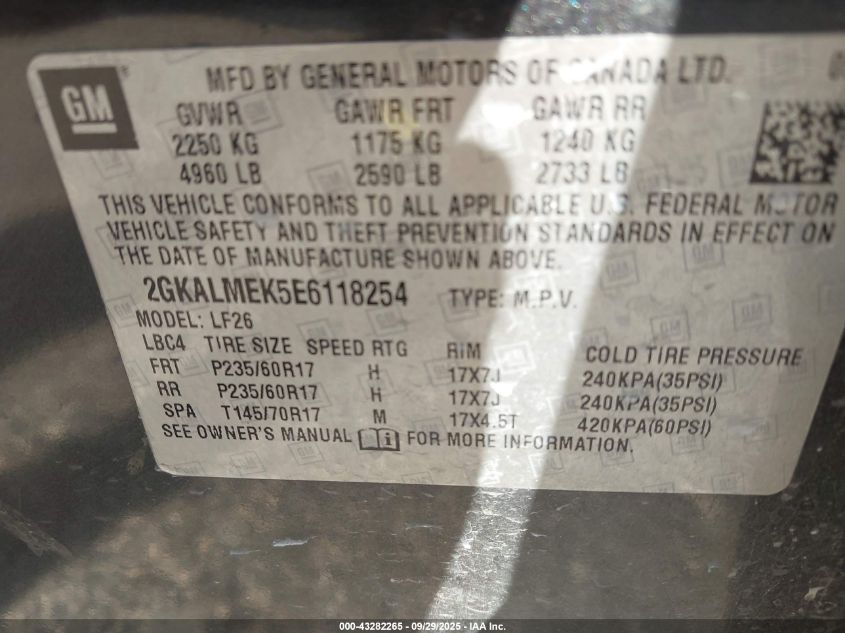 GM
MFD BY GENERAL MOTORS OF CANADA LTD.
GVWR GAWR FRT GAWR RR
2250 KG 1175 KG 1240 KG
4960 LB 2590 LB 2733 LB
THIS VEHICLE CONFORMS TO ALL APPLICABLE U.S. FEDERAL MOTOR
VEHICLE SAFETY AND THEFT PREVENTION STANDARDS IN EFFECT ON
THE DATE OF MANUFACTURE SHOWN ABOVE.
2GKALMEK5E6118254 TYPE: M.P.V.
MODEL: LF26
LBC4 TIRE SIZE SPEED RTG RIM COLD TIRE PRESSURE
FRT P235/60R17 H 17X7J 240KPA(35PSI)
RR P235/60R17 H 17X7J 240KPA(35PSI)
SPA T145/70R17 M 17X4.5T 420KPA(60PSI)
SEE OWNER'S MANUAL FOR MORE INFORMATION.
000-43282265 - 09/29/2025 - IAA Inc.